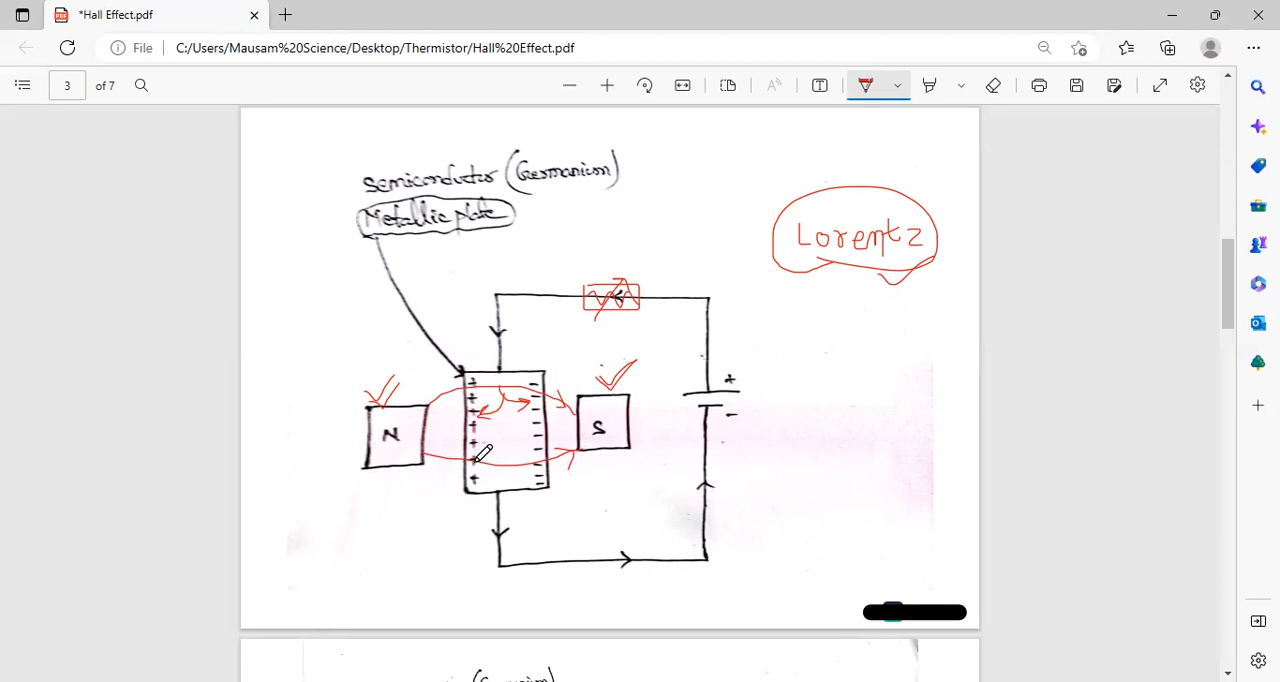 *Hall Effect.pdf
File
C:/Users/Mausam%20Science/Desktop/Thermistor/Hall%20Effect.pdf
3 of 7
semiconductor (Germanium)
Metallic plate
Lorentz
+ −
+ −
+ −
+ −
+ −
+ −
+ −
N
S
+
−